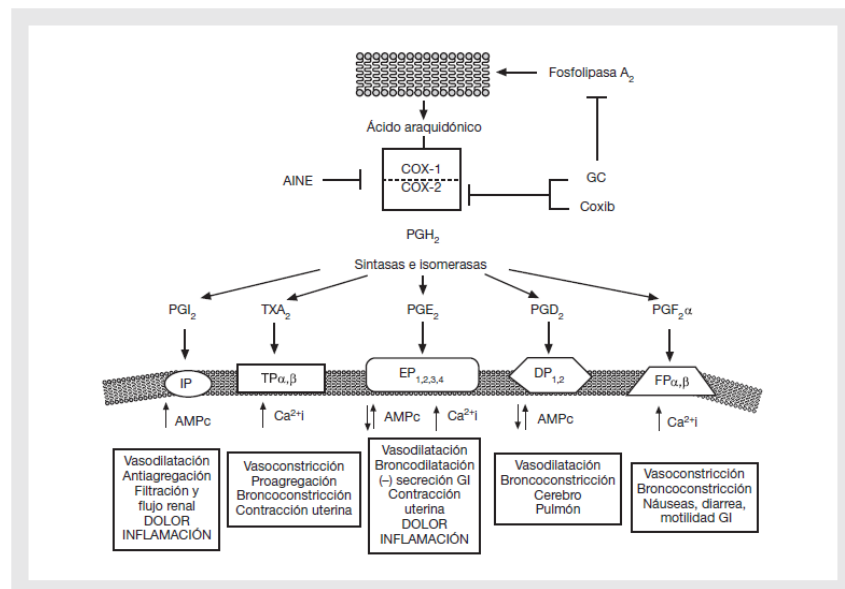 Fosfolipasa A₂
Ácido araquidónico
COX-1
COX-2
AINE
GC
Coxib
PGH₂
Sintasas e isomerasas
PGI₂
TXA₂
PGE₂
PGD₂
PGF₂α
IP
TPα,β
EP₁,₂,₃,₄
DP₁,₂
FPα,β
AMPc
Ca²⁺i
AMPc
Ca²⁺i
AMPc
Ca²⁺i
Vasodilatación
Antiagregación
Filtración y
flujo renal
DOLOR
INFLAMACIÓN
Vasoconstricción
Proagregación
Broncoconstricción
Contracción uterina
Vasodilatación
Broncodilatación
(–) secreción GI
Contracción
uterina
DOLOR
INFLAMACIÓN
Vasodilatación
Broncoconstricción
Cerebro
Pulmón
Vasoconstricción
Broncoconstricción
Náuseas, diarrea,
motilidad GI